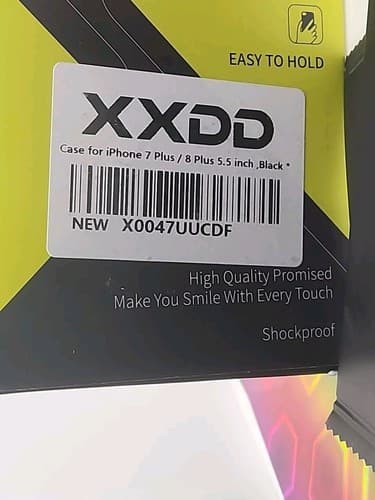 EASY TO HOLD
XXDD
Case for iPhone 7 Plus / 8 Plus 5.5 inch ,Black *
NEW X0047UUCDF
High Quality Promised
Make You Smile With Every Touch
Shockproof